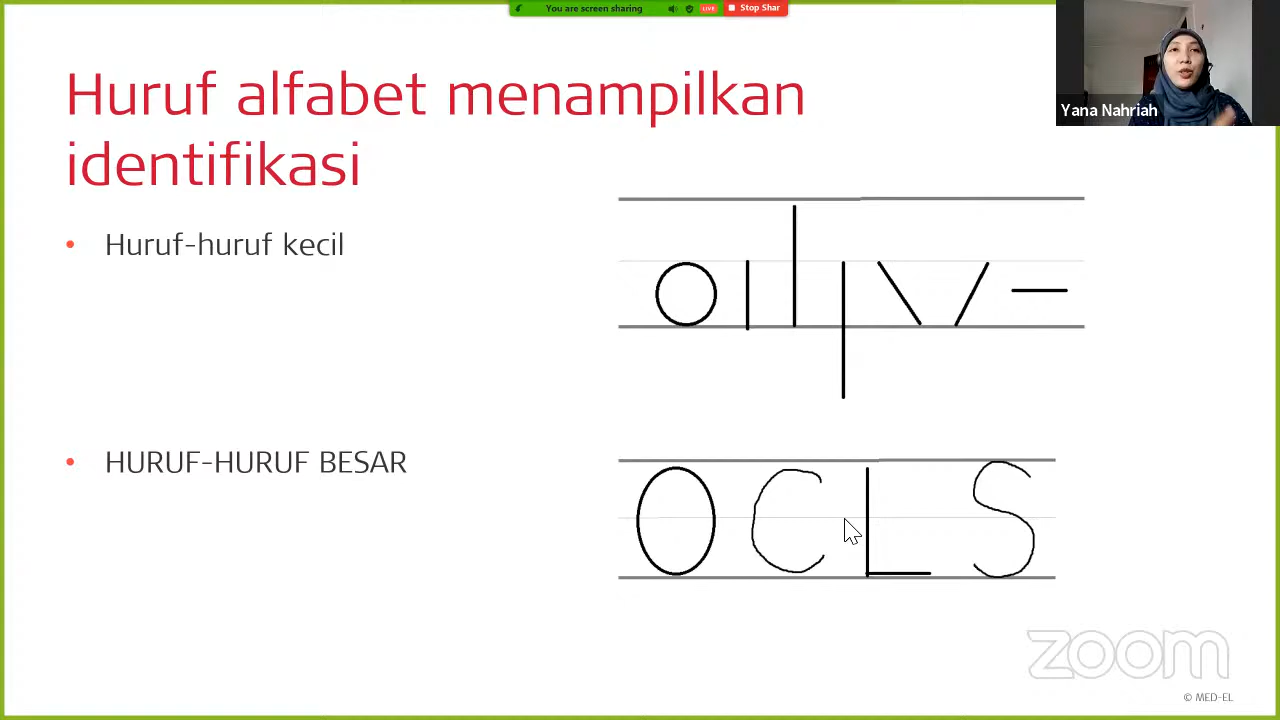 You are screen sharing
LIVE
Stop Shar
Yana Nahriah
Huruf alfabet menampilkan
identifikasi
• Huruf-huruf kecil
• HURUF-HURUF BESAR
O C L S
zoom
© MED-EL